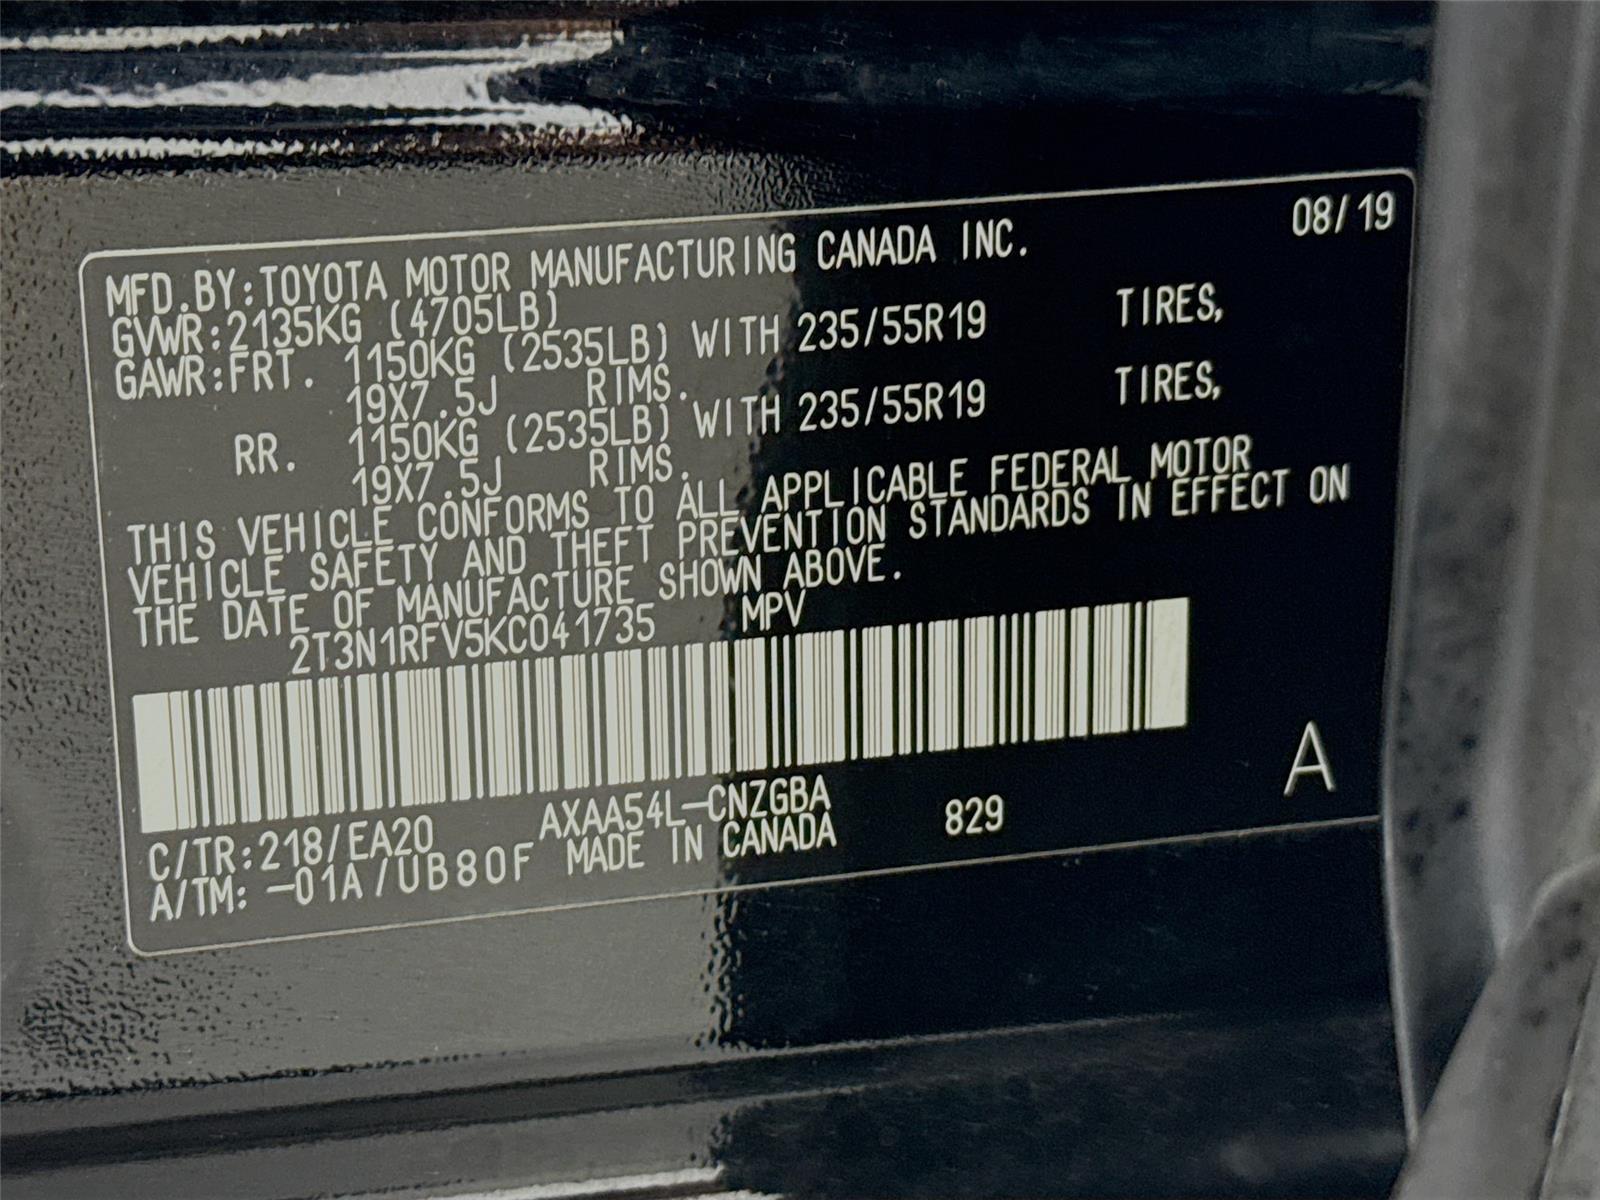 08/19
MFD.BY:TOYOTA MOTOR MANUFACTURING CANADA INC.
GVWR:2135KG (4705LB)
GAWR:FRT. 1150KG (2535LB) WITH 235/55R19 TIRES,
19X7.5J RIMS.
RR. 1150KG (2535LB) WITH 235/55R19 TIRES,
19X7.5J RIMS.
THIS VEHICLE CONFORMS TO ALL APPLICABLE FEDERAL MOTOR
VEHICLE SAFETY AND THEFT PREVENTION STANDARDS IN EFFECT ON
THE DATE OF MANUFACTURE SHOWN ABOVE.
2T3N1RFV5KC041735 MPV
A
C/TR:218/EA20 AXAA54L-CNZGBA 829
A/TM:-01A/UB80F MADE IN CANADA